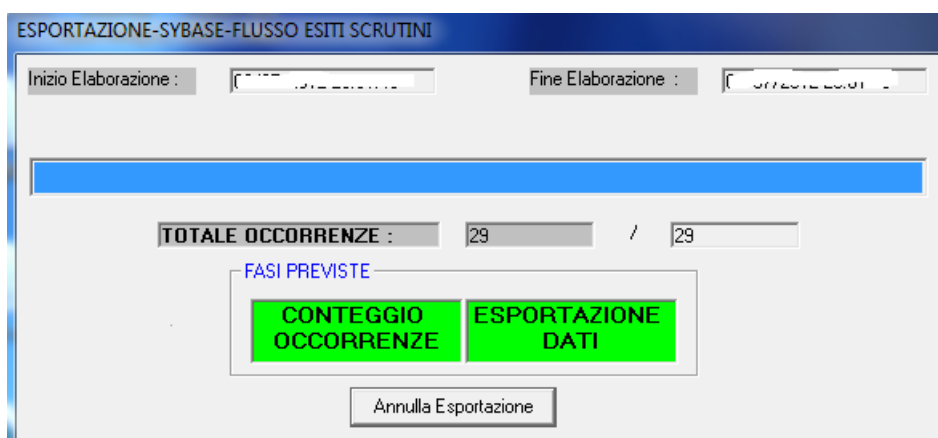 ESPORTAZIONE-SYBASE-FLUSSO ESITI SCRUTINI
Inizio Elaborazione : Fine Elaborazione :
TOTALE OCCORRENZE : 29 / 29
FASI PREVISTE
CONTEGGIO OCCORRENZE
ESPORTAZIONE DATI
Annulla Esportazione